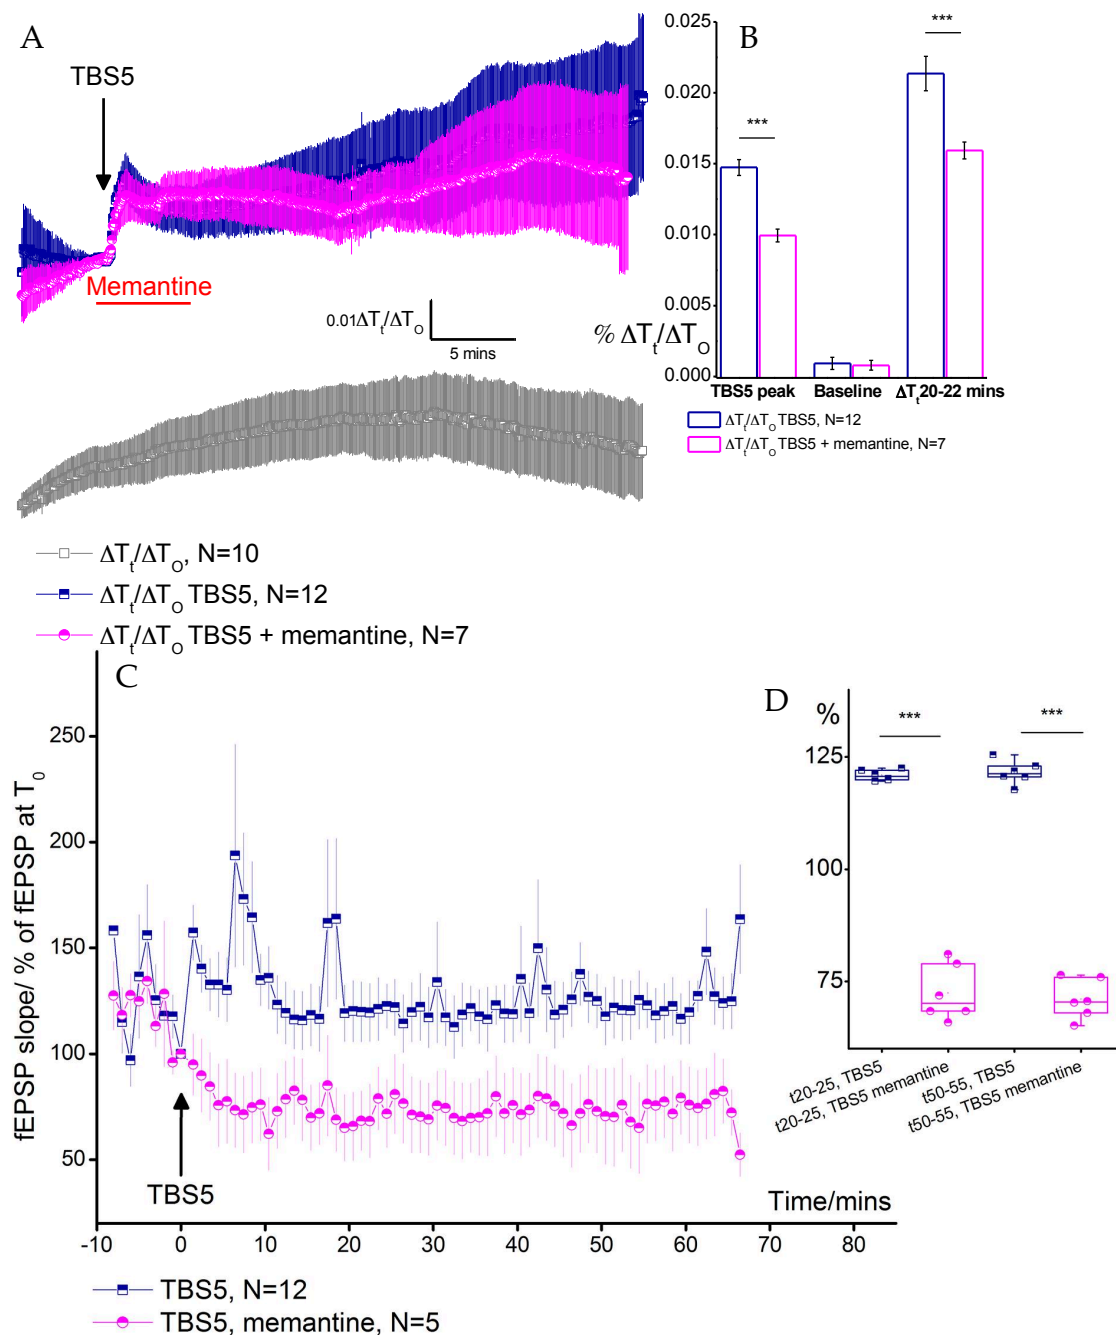 A
TBS5
Memantine
0.01ΔTt/ΔTO
5 mins
ΔTt/ΔTO, N=10
ΔTt/ΔTO TBS5, N=12
ΔTt/ΔTO TBS5 + memantine, N=7
B
0.025
0.020
0.015
0.010
0.005
0.000
% ΔTt/ΔTO
TBS5 peak
Baseline
ΔTt 20-22 mins
***
***
ΔTt/ΔTO TBS5, N=12
ΔTt/ΔTO TBS5 + memantine, N=7
C
fEPSP slope/ % of fEPSP at T0
250
200
150
100
50
TBS5
Time/mins
-10
0
10
20
30
40
50
60
70
80
TBS5, N=12
TBS5, memantine, N=5
D
%
***
***
125
100
75
t20-25, TBS5
t20-25, TBS5 memantine
t50-55, TBS5
t50-55, TBS5 memantine